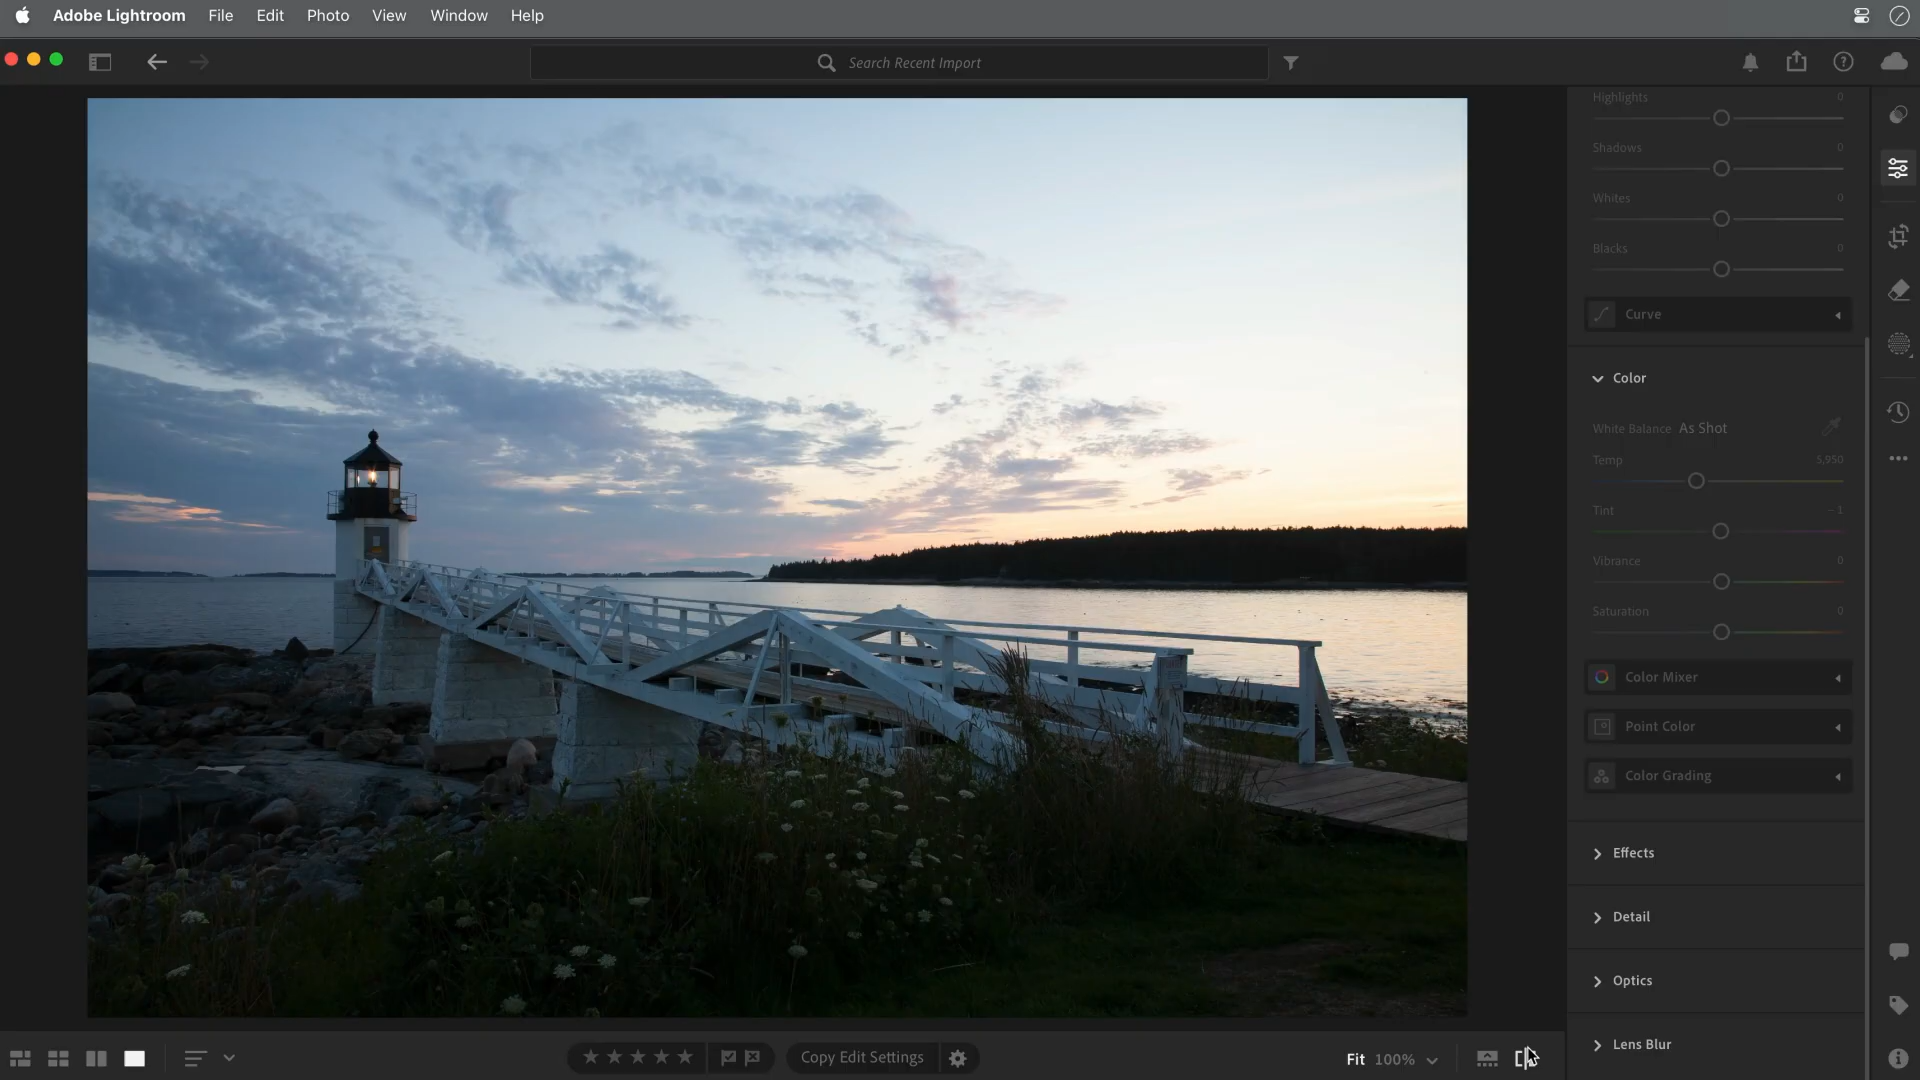 Adobe Lightroom File Edit Photo View Window Help
Search Recent Import
Highlights 0
Shadows 0
Whites 0
Blacks 0
Curve
Color
White Balance As Shot
Temp 5,950
Tint -1
Vibrance 0
Saturation 0
Color Mixer
Point Color
Color Grading
Effects
Detail
Optics
Lens Blur
Copy Edit Settings
Fit 100%